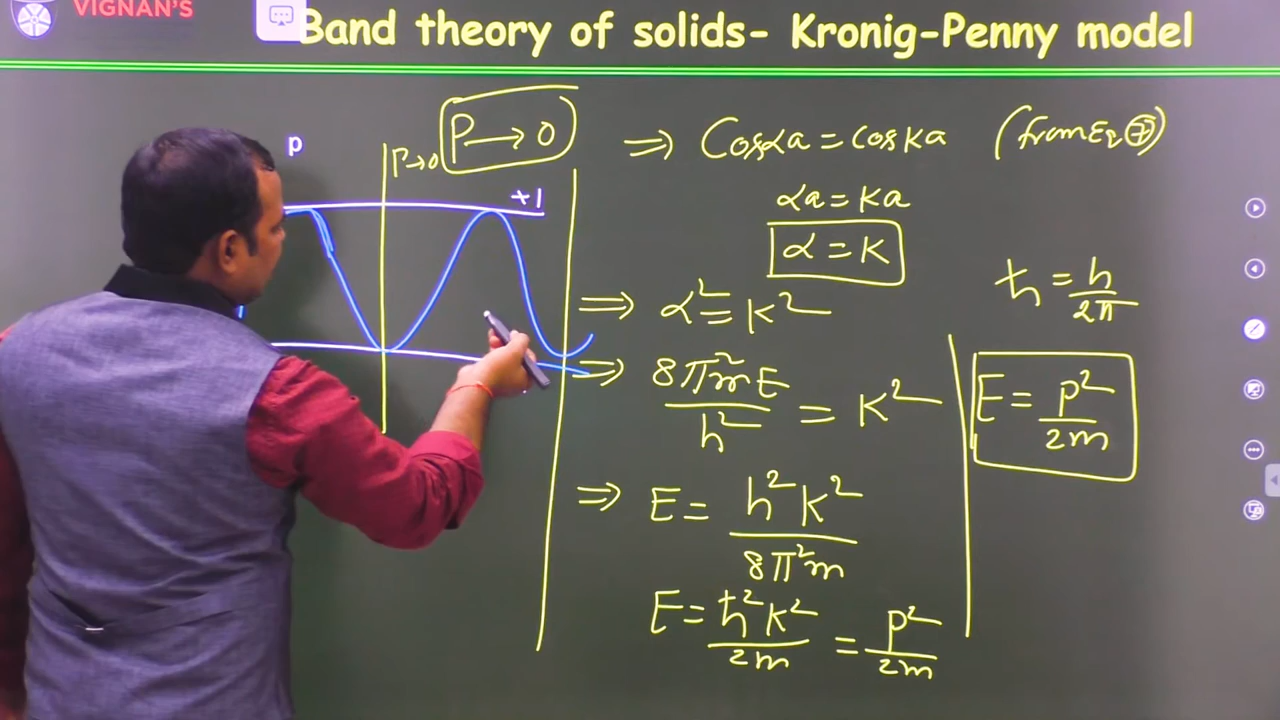 VIGNAN'S
Band theory of solids- Kronig-Penny model
P
P→0
P → 0
+1
⇒ Cosαa = cos Ka (from Eq ⑦)
αa = Ka
α = K
ħ = h/2π
⇒ α² = K²
⇒ 8π²mE/h² = K²
E = p²/2m
⇒ E = h²K²/8π²m
E = ħ²K²/2m = p²/2m